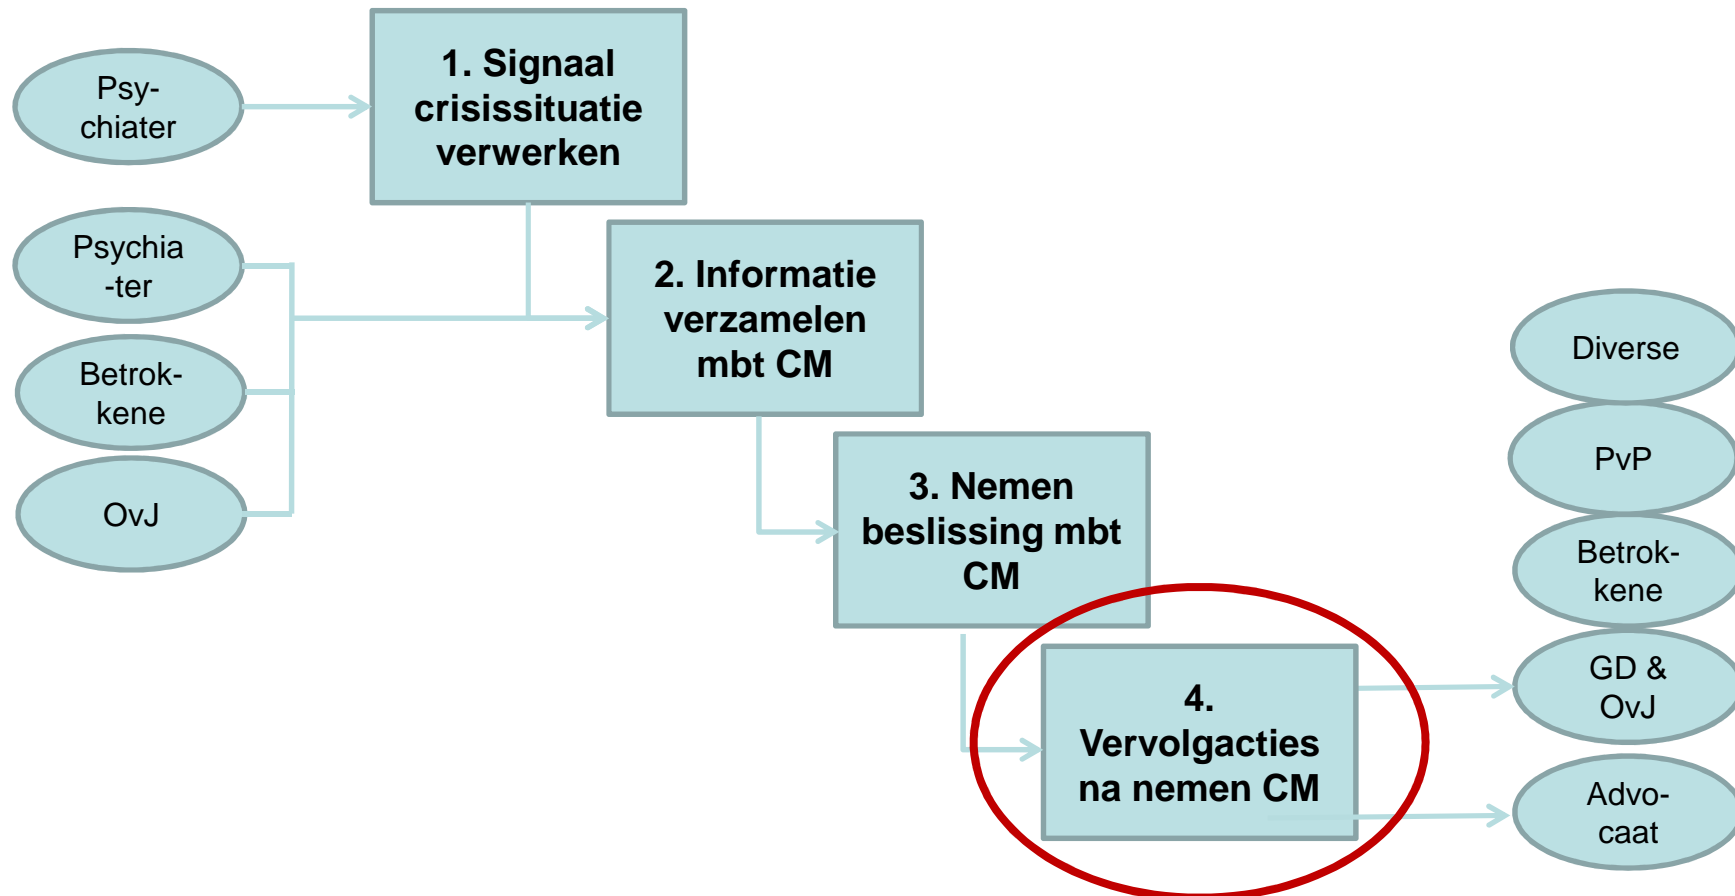 Psy-
chiater
1. Signaal
crisissituatie
verwerken
Psychia
-ter
Betrok-
kene
OvJ
2. Informatie
verzamelen
mbt CM
3. Nemen
beslissing mbt
CM
4.
Vervolgacties
na nemen CM
Diverse
PvP
Betrok-
kene
GD &
OvJ
Advo-
caat